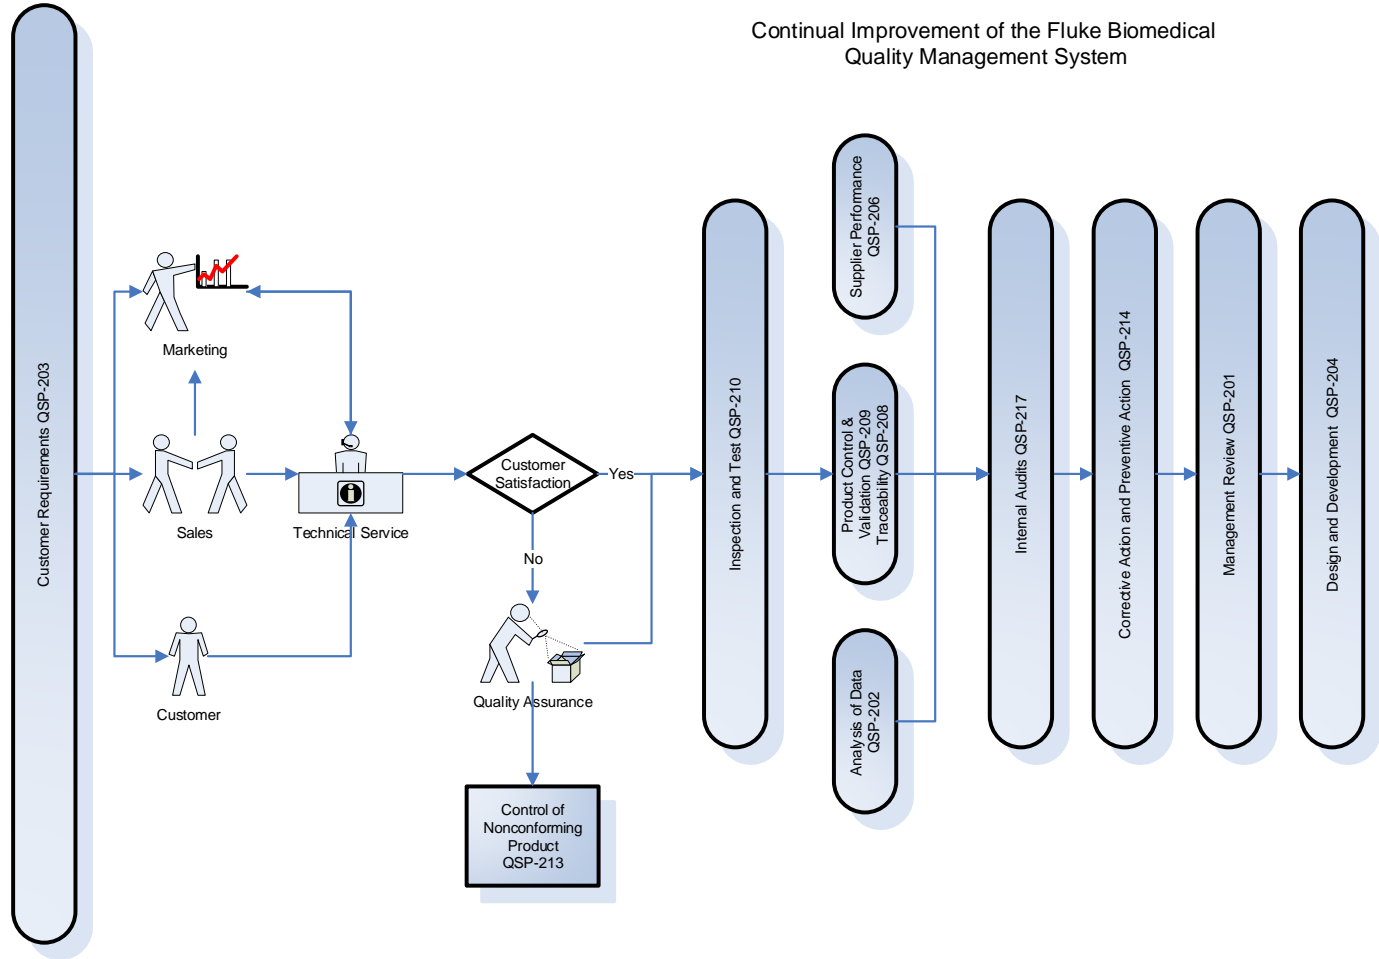 Continual Improvement of the Fluke Biomedical
Quality Management System
Customer Requirements QSP-203
Marketing
Sales
Customer
Technical Service
Customer
Satisfaction
Yes
No
Quality Assurance
Control of
Nonconforming
Product
QSP-213
Inspection and Test QSP-210
Supplier Performance
QSP-206
Product Control &
Validation QSP-209
Traceability QSP-208
Analysis of Data
QSP-202
Internal Audits QSP-217
Corrective Action and Preventive Action QSP-214
Management Review QSP-201
Design and Development QSP-204